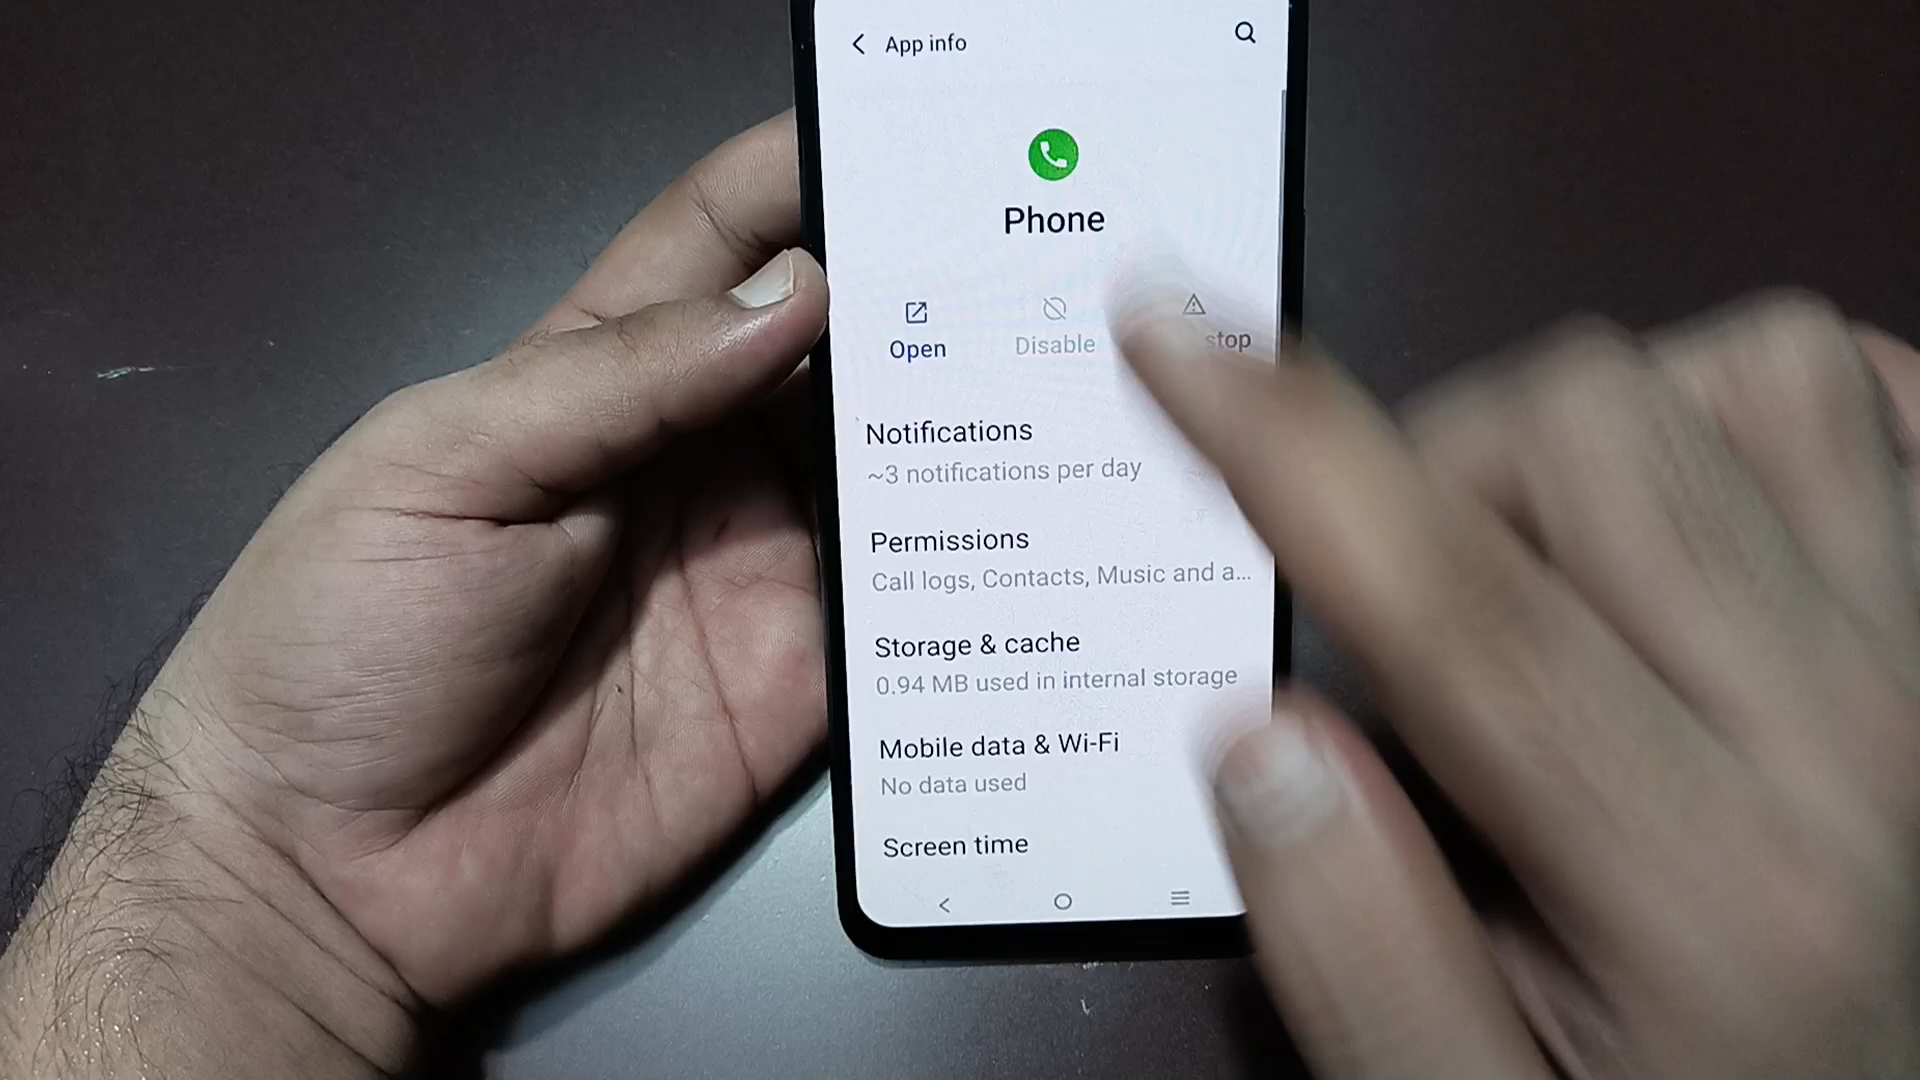 App info
Phone
Open
Disable
stop
Notifications
~3 notifications per day
Permissions
Call logs, Contacts, Music and a...
Storage & cache
0.94 MB used in internal storage
Mobile data & Wi-Fi
No data used
Screen time